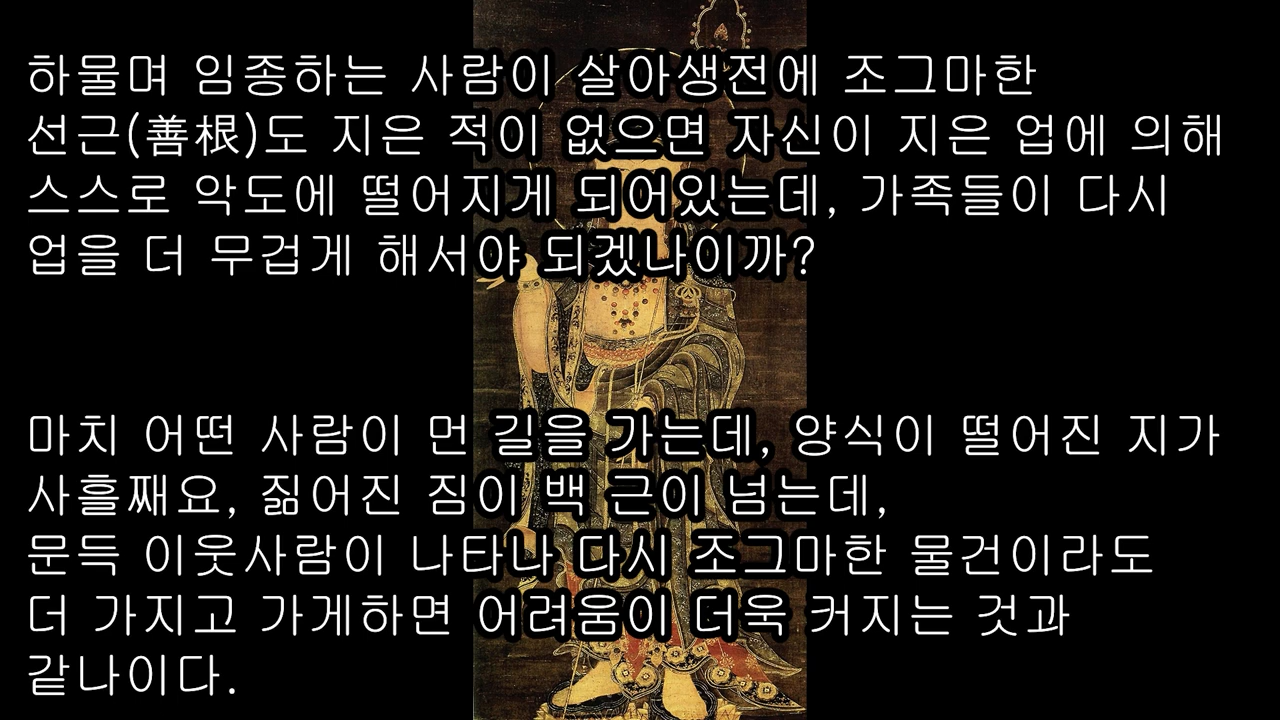 하물며 임종하는 사람이 살아생전에 조그마한
선근(善根)도 지은 적이 없으면 자신이 지은 업에 의해
스스로 악도에 떨어지게 되어있는데, 가족들이 다시
업을 더 무겁게 해서야 되겠나이까?
마치 어떤 사람이 먼 길을 가는데, 양식이 떨어진 지가
사흘째요, 짊어진 짐이 백 근이 넘는데,
문득 이웃사람이 나타나 다시 조그마한 물건이라도
더 가지고 가게하면 어려움이 더욱 커지는 것과
같나이다.